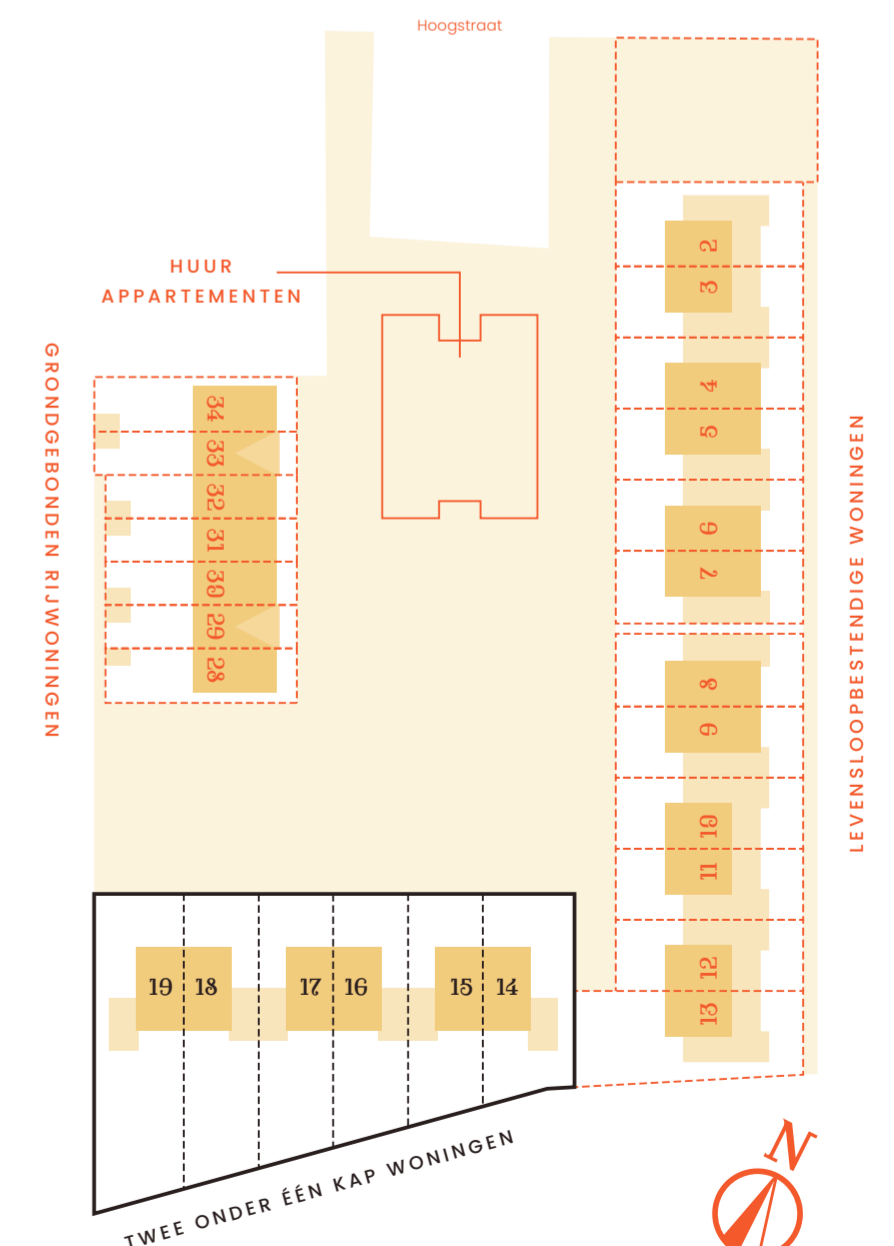 Hoogstraat
HUUR
APPARTEMENTEN
GRONDGEBONDEN RIJWONINGEN
34
33
32
31
30
29
28
2
3
4
5
6
7
8
9
10
11
12
13
LEVENSLOOPBESTENDIGE WONINGEN
19 18 17 16 15 14
TWEE ONDER ÉÉN KAP WONINGEN
N